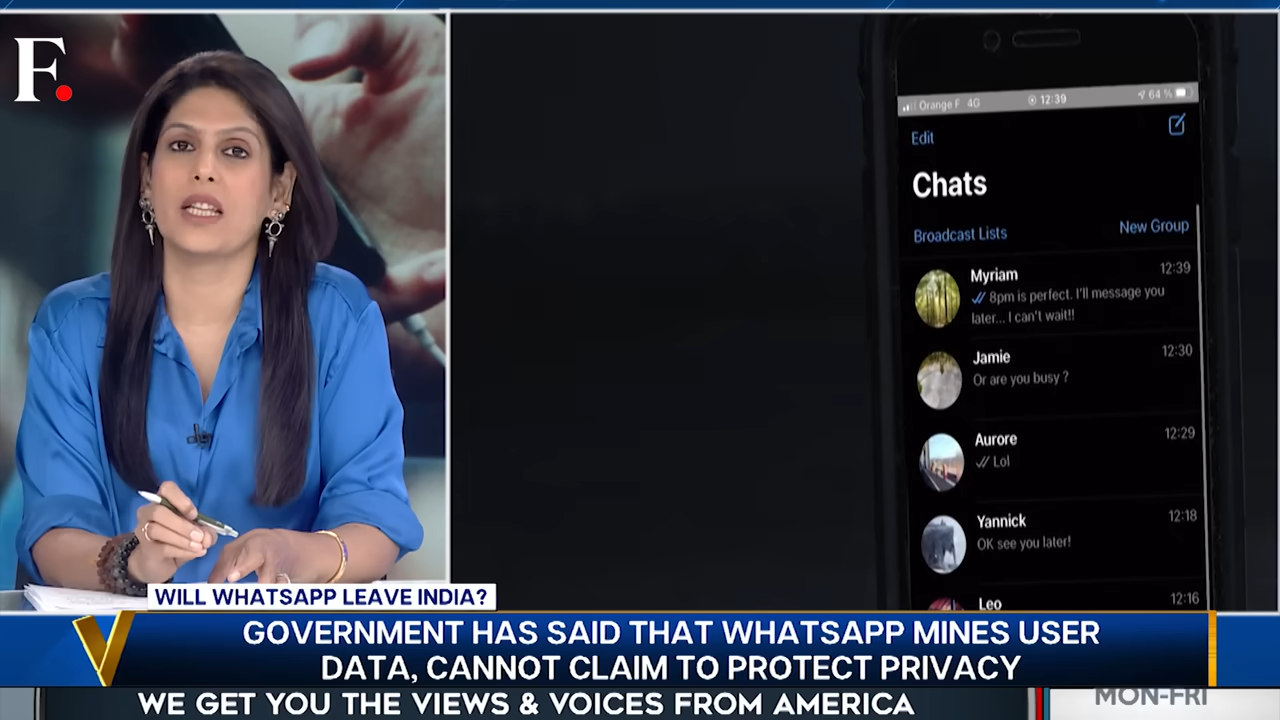 F.
Orange F 4G
12:39
64 %
Edit
Chats
Broadcast Lists
New Group
Myriam
12:39
8pm is perfect. I'll message you
later... I can't wait!!
Jamie
12:30
Or are you busy ?
Aurore
12:29
Lol
Yannick
12:18
OK see you later!
Leo
12:16
WILL WHATSAPP LEAVE INDIA?
V
GOVERNMENT HAS SAID THAT WHATSAPP MINES USER
DATA, CANNOT CLAIM TO PROTECT PRIVACY
WE GET YOU THE VIEWS & VOICES FROM AMERICA
MON-FRI